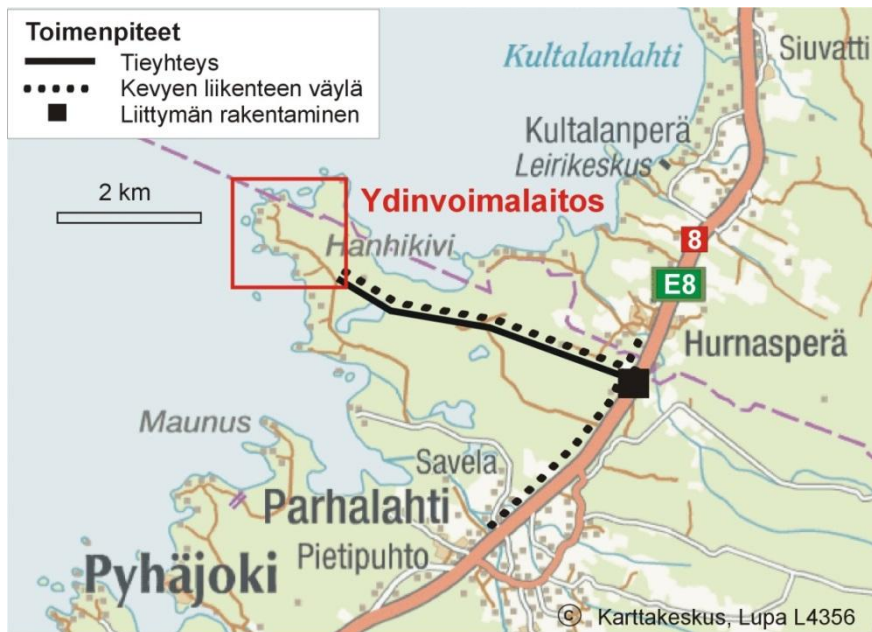 Toimenpiteet
Tieyhteys
Kevyen liikenteen väylä
Liittymän rakentaminen
2 km
Kultalanlahti
Siuvatti
Kultalanperä
Leirikeskus
Ydinvoimalaitos
Hanhikivi
8
E8
Hurnasperä
Maunus
Savela
Parhalahti
Pietipuhto
Pyhäjoki
© Karttakeskus, Lupa L4356